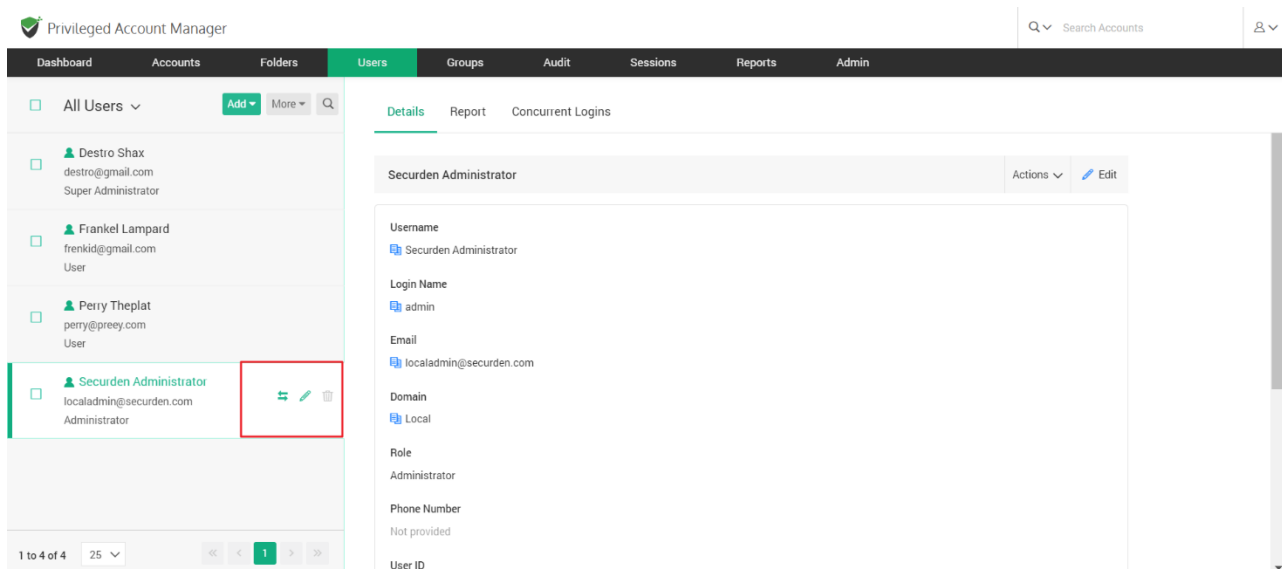 Privileged Account Manager
Search Accounts
Dashboard Accounts Folders Users Groups Audit Sessions Reports Admin
All Users Add More
Details Report Concurrent Logins
Destro Shax
destro@gmail.com
Super Administrator
Frankel Lampard
frenkid@gmail.com
User
Perry Theplat
perry@preey.com
User
Securden Administrator
localadmin@securden.com
Administrator
1 to 4 of 4 25 « < 1 > »
Securden Administrator Actions Edit
Username
Securden Administrator
Login Name
admin
Email
localadmin@securden.com
Domain
Local
Role
Administrator
Phone Number
Not provided
User ID